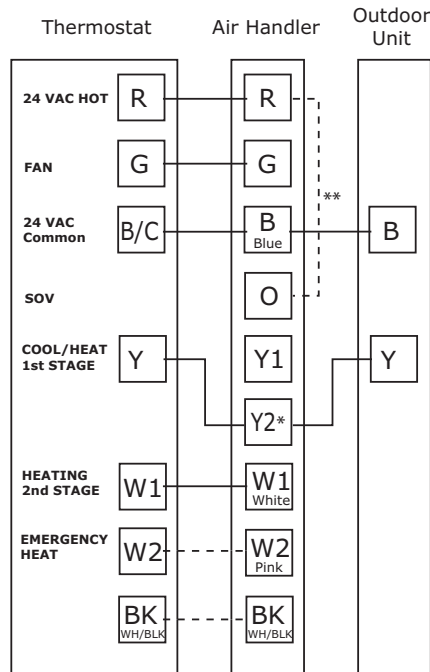 Thermostat Air Handler Outdoor
Unit
24 VAC HOT R R
FAN G G
**
24 VAC
Common B/C B
Blue B
SOV O
COOL/HEAT
1st STAGE Y Y1 Y
Y2*
HEATING
2nd STAGE W1 W1
White
EMERGENCY
HEAT W2 W2
Pink
BK BK
WH/BLK WH/BLK